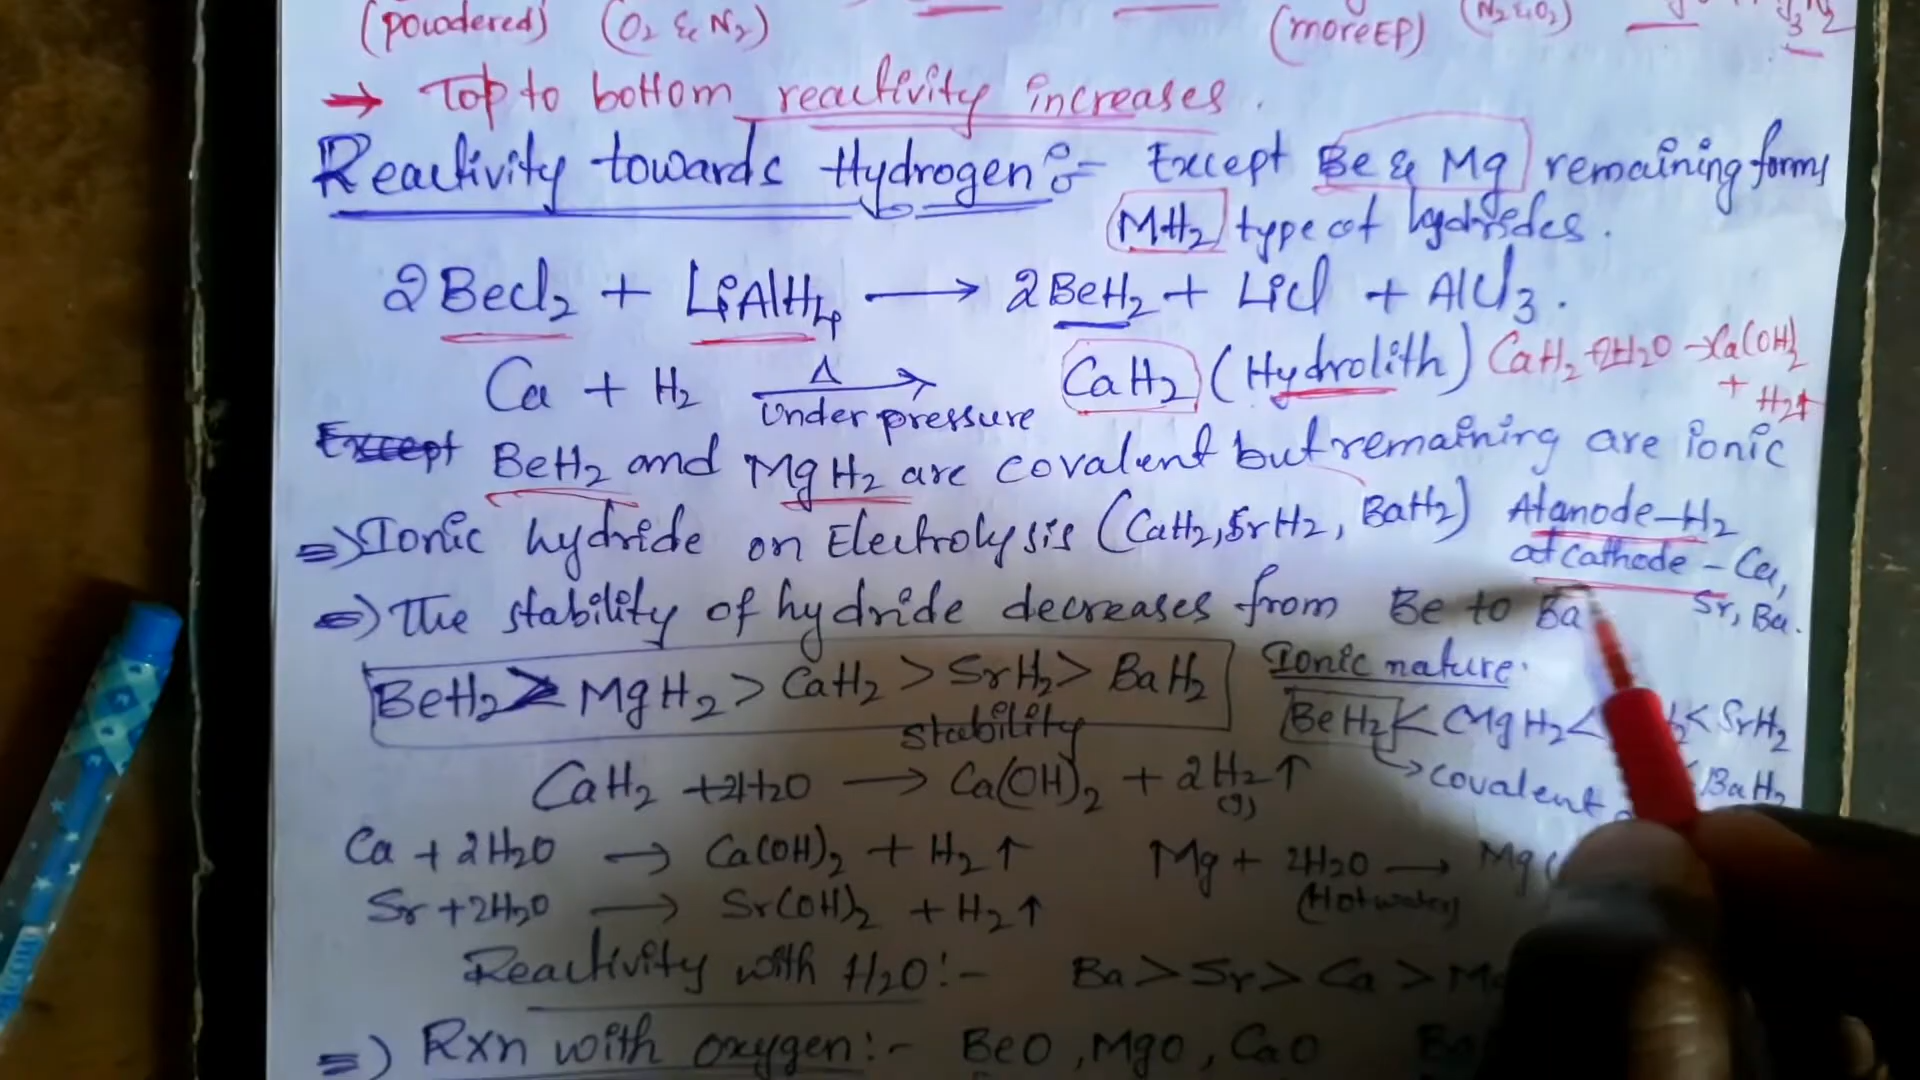 (powdered) (O₂ & N₂) (more EP) (N₂ & O₂)
→ Top to bottom reactivity increases.
Reactivity towards Hydrogen :- Except Be & Mg remaining forms
MH₂ type of hydrides.
2BeCl₂ + LiAlH₄ → 2BeH₂ + LiCl + AlCl₃.
Ca + H₂ Δ → Under pressure CaH₂ (Hydrolith) CaH₂ + 2H₂O → Ca(OH)₂
+ H₂↑
Except BeH₂ and MgH₂ are covalent but remaining are ionic
⇒ Ionic hydride on Electrolysis (CaH₂, SrH₂, BaH₂) At anode – H₂
at cathode – Ca,
Sr, Ba.
⇒ The stability of hydride decreases from Be to Ba
BeH₂ > MgH₂ > CaH₂ > SrH₂ > BaH₂
stability
Ionic nature:
BeH₂ < MgH₂ < H₂ < SrH₂
< BaH₂
→ covalent
CaH₂ + 2H₂O → Ca(OH)₂ + 2H₂↑
(g)
Ca + 2H₂O → Ca(OH)₂ + H₂↑ Mg + 2H₂O → Mg(
(Hot water)
Sr + 2H₂O → Sr(OH)₂ + H₂↑
Reactivity with H₂O :- Ba > Sr > Ca > M
⇒) Rxn with oxygen :- BeO, MgO, CaO